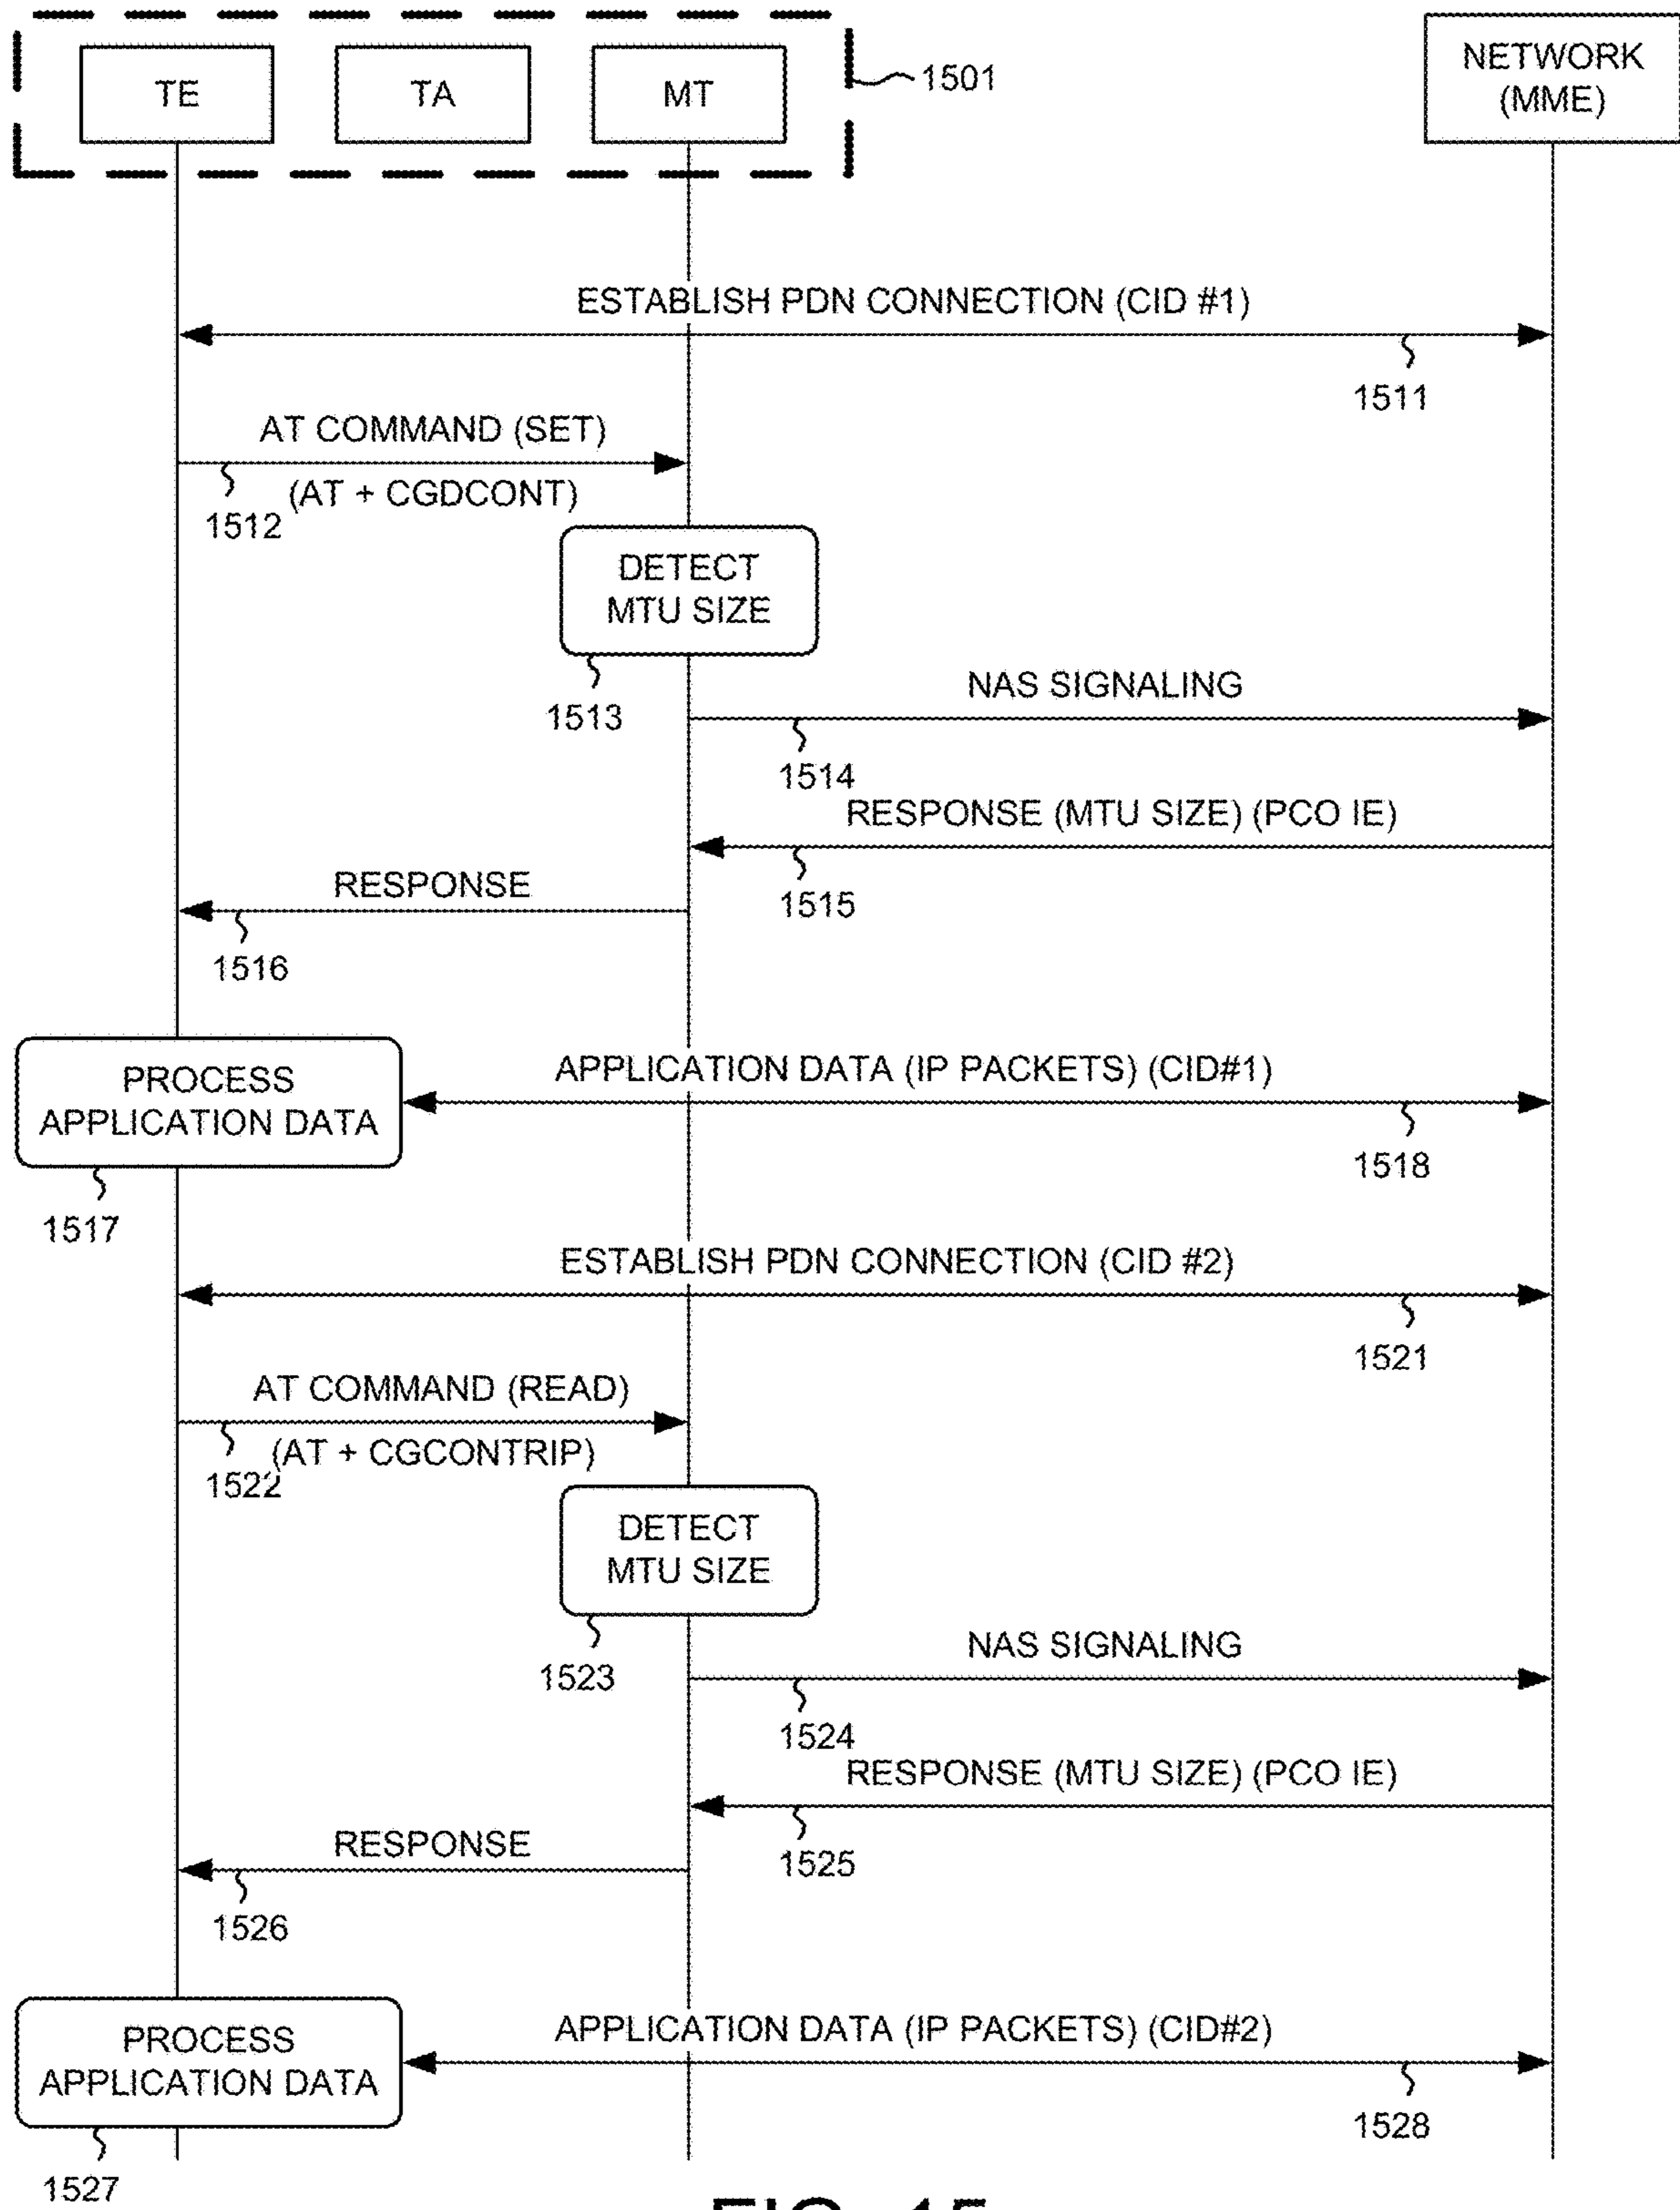 TE
TA
MT
1501
NETWORK
(MME)
ESTABLISH PDN CONNECTION (CID #1)
1511
AT COMMAND (SET)
(AT + CGDCONT)
1512
DETECT
MTU SIZE
1513
NAS SIGNALING
1514
RESPONSE (MTU SIZE) (PCO IE)
1515
RESPONSE
1516
PROCESS
APPLICATION DATA
1517
APPLICATION DATA (IP PACKETS) (CID#1)
1518
ESTABLISH PDN CONNECTION (CID #2)
1521
AT COMMAND (READ)
(AT + CGCONTRIP)
1522
DETECT
MTU SIZE
1523
NAS SIGNALING
1524
RESPONSE (MTU SIZE) (PCO IE)
1525
RESPONSE
1526
PROCESS
APPLICATION DATA
1527
APPLICATION DATA (IP PACKETS) (CID#2)
1528
FIG. 15